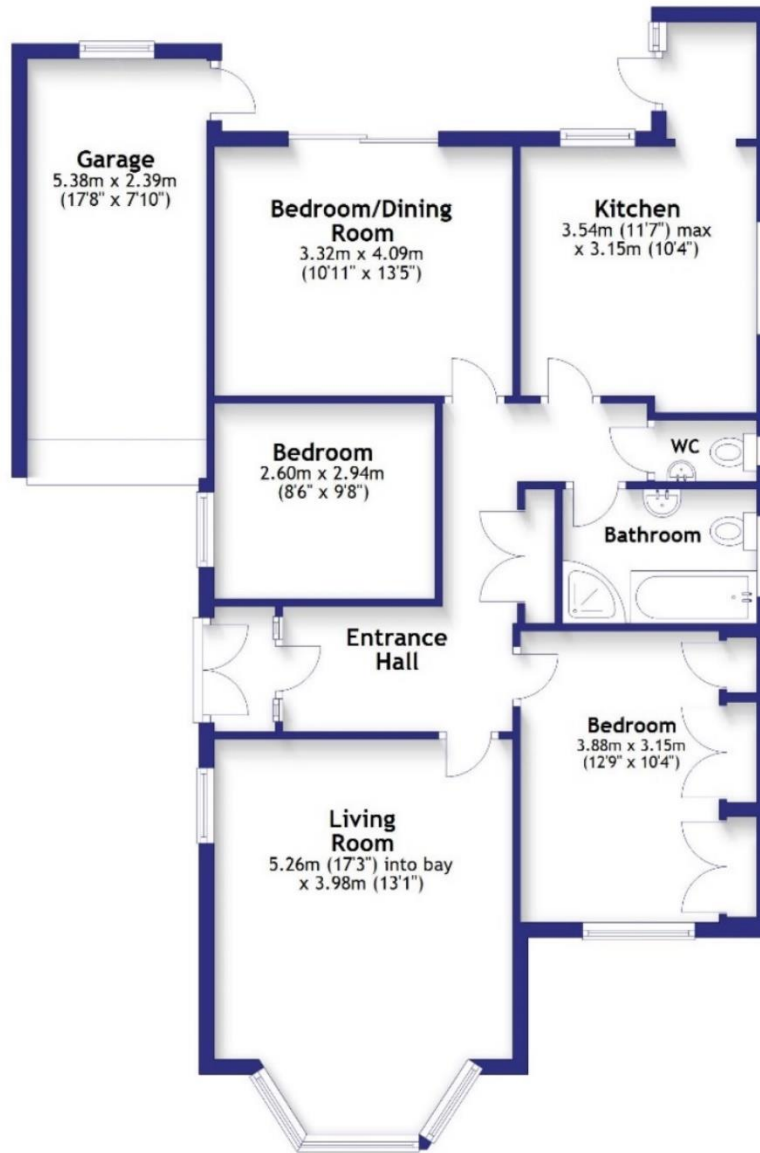 Garage
5.38m x 2.39m
(17'8" x 7'10")
Bedroom/Dining
Room
3.32m x 4.09m
(10'11" x 13'5")
Kitchen
3.54m (11'7") max
x 3.15m (10'4")
Bedroom
2.60m x 2.94m
(8'6" x 9'8")
WC
Bathroom
Entrance
Hall
Bedroom
3.88m x 3.15m
(12'9" x 10'4")
Living
Room
5.26m (17'3") into bay
x 3.98m (13'1")